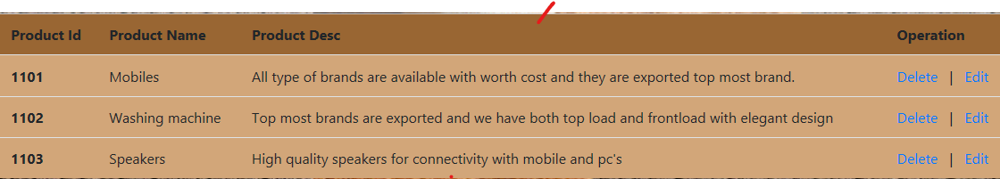 Product Id Product Name Product Desc Operation
1101 Mobiles All type of brands are available with worth cost and they are exported top most brand. Delete | Edit
1102 Washing machine Top most brands are exported and we have both top load and frontload with elegant design Delete | Edit
1103 Speakers High quality speakers for connectivity with mobile and pc's Delete | Edit